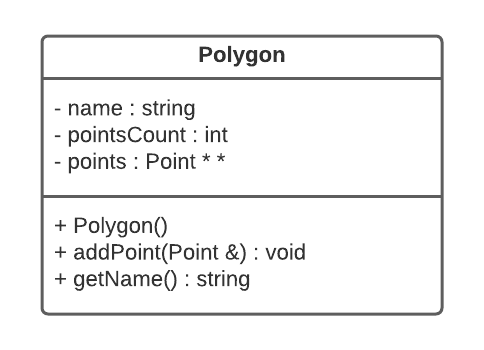 Polygon
- name : string
- pointsCount : int
- points : Point * *
+ Polygon()
+ addPoint(Point &) : void
+ getName() : string